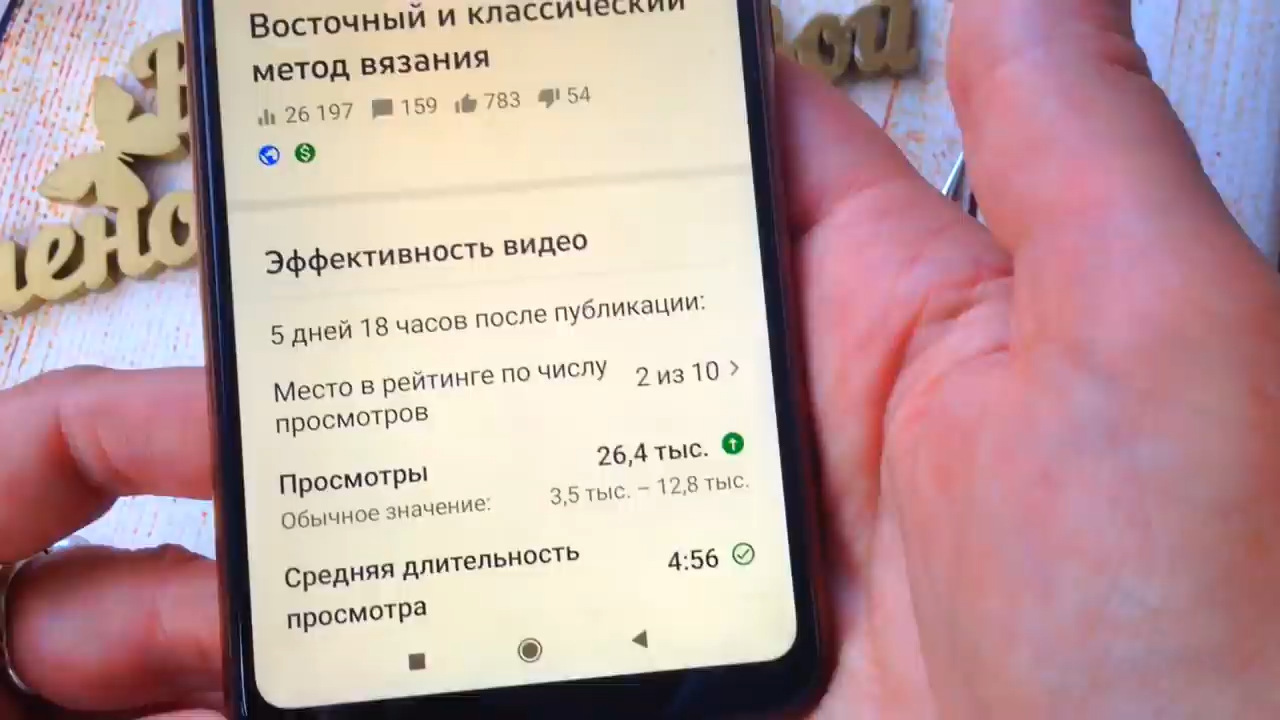 Восточный и классический
метод вязания
26 197 159 783 54
Эффективность видео
5 дней 18 часов после публикации:
Место в рейтинге по числу
просмотров
2 из 10 >
Просмотры
26,4 тыс.
Обычное значение:
3,5 тыс. – 12,8 тыс.
Средняя длительность
просмотра
4:56